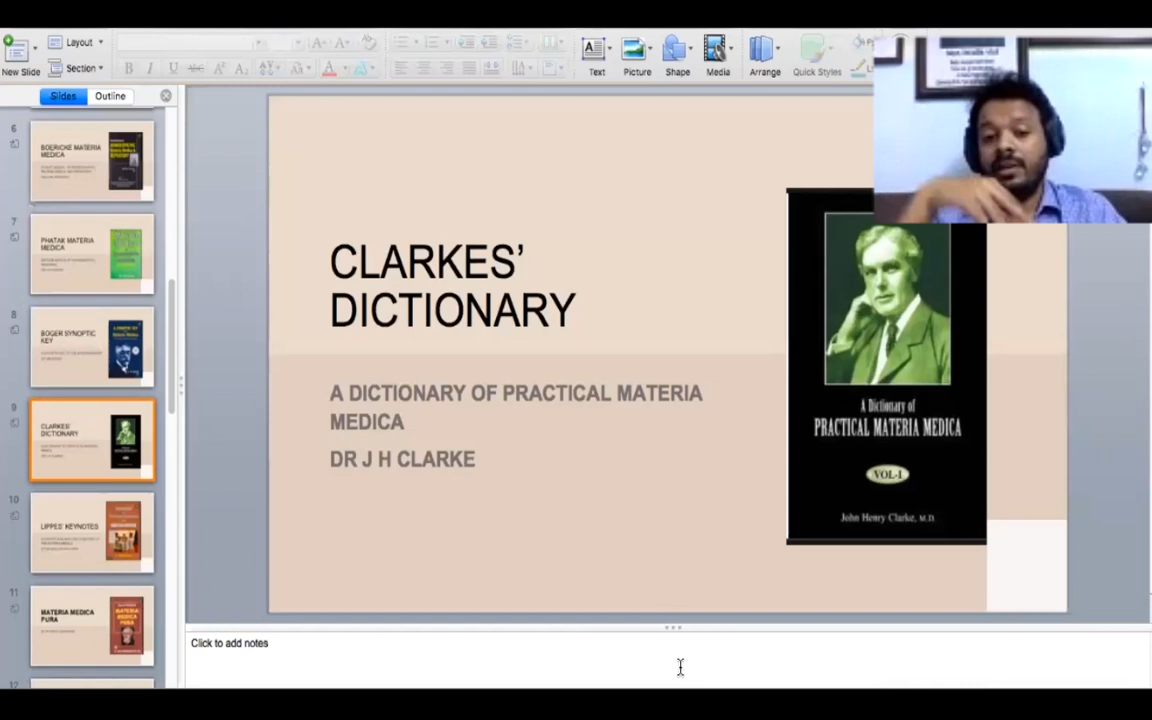 New Slide
Layout
Section
Text
Picture
Shape
Media
Arrange
Quick Styles
Slides
Outline
6
BOERICKE MATERIA
MEDICA
7
PHATAK MATERIA
MEDICA
8
BOGER SYNOPTIC
KEY
9
CLARKES'
DICTIONARY
DR J H CLARKE
10
LIPPES' KEYNOTES
11
MATERIA MEDICA
PURA
12
CLARKES’
DICTIONARY
A DICTIONARY OF PRACTICAL MATERIA
MEDICA
DR J H CLARKE
A Dictionary of
PRACTICAL MATERIA MEDICA
VOL-I
John Henry Clarke, M.D.
Click to add notes